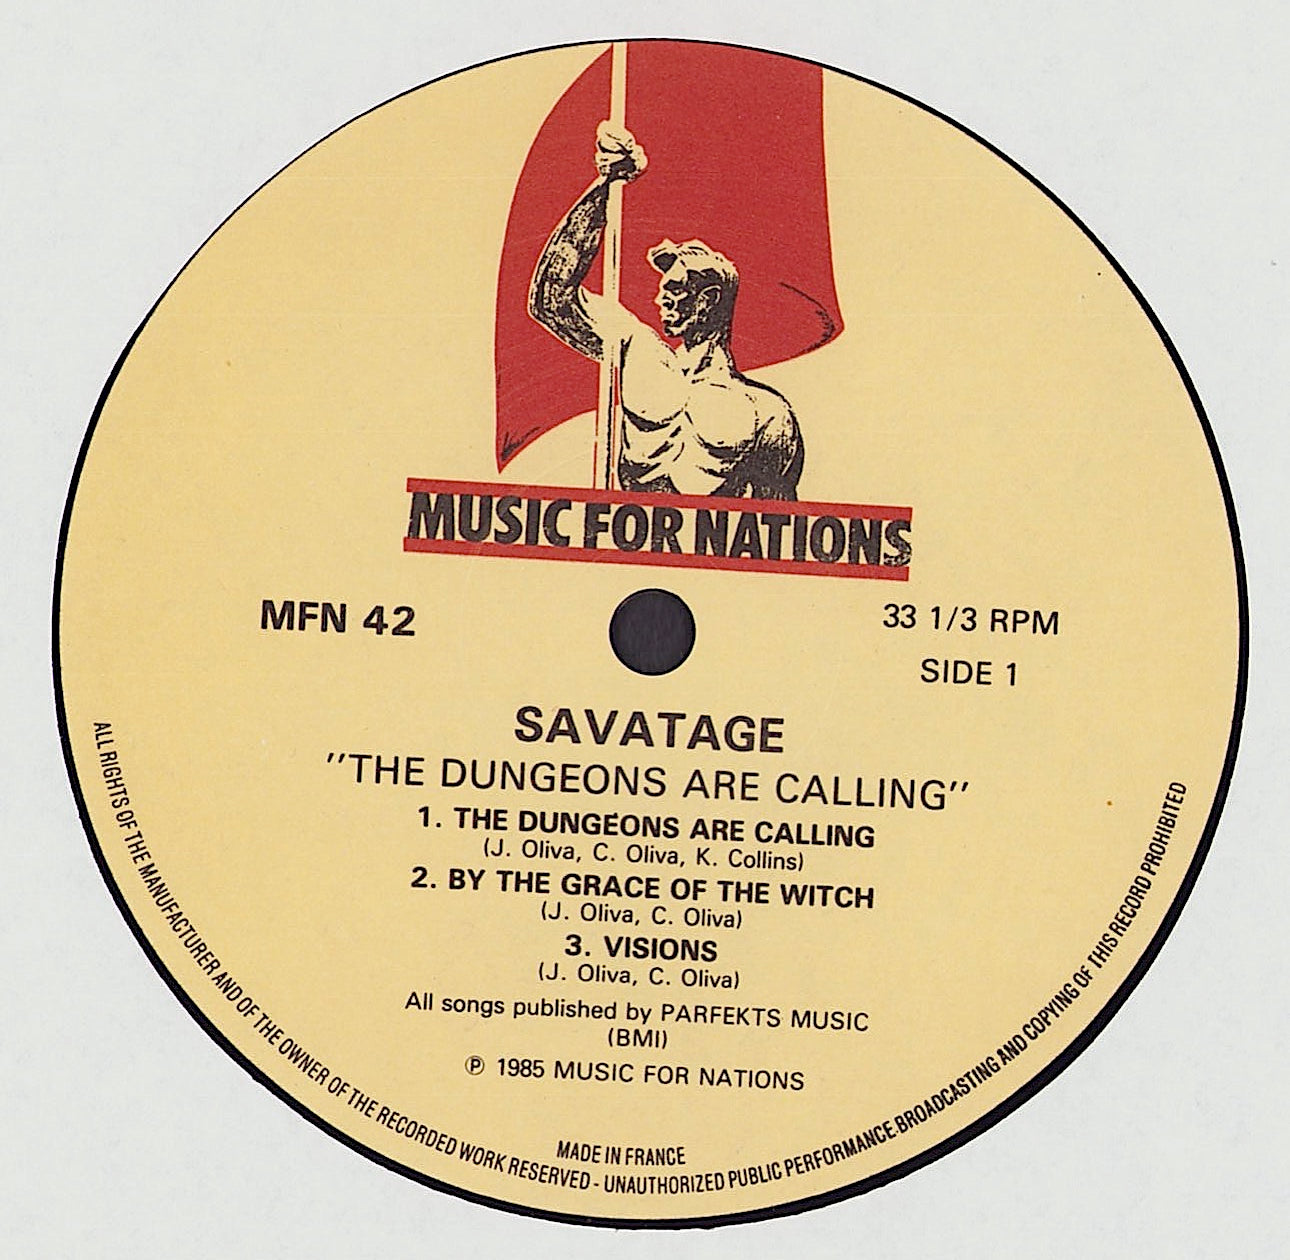 MUSIC FOR NATIONS
MFN 42
33 1/3 RPM
SIDE 1
SAVATAGE
"THE DUNGEONS ARE CALLING"
1. THE DUNGEONS ARE CALLING
(J. Oliva, C. Oliva, K. Collins)
2. BY THE GRACE OF THE WITCH
(J. Oliva, C. Oliva)
3. VISIONS
(J. Oliva, C. Oliva)
All songs published by PARFEKTS MUSIC
(BMI)
Ⓟ 1985 MUSIC FOR NATIONS
MADE IN FRANCE
ALL RIGHTS OF THE MANUFACTURER AND OF THE OWNER OF THE RECORDED WORK RESERVED - UNAUTHORIZED PUBLIC PERFORMANCE.BROADCASTING AND COPYING OF THIS RECORD PROHIBITED